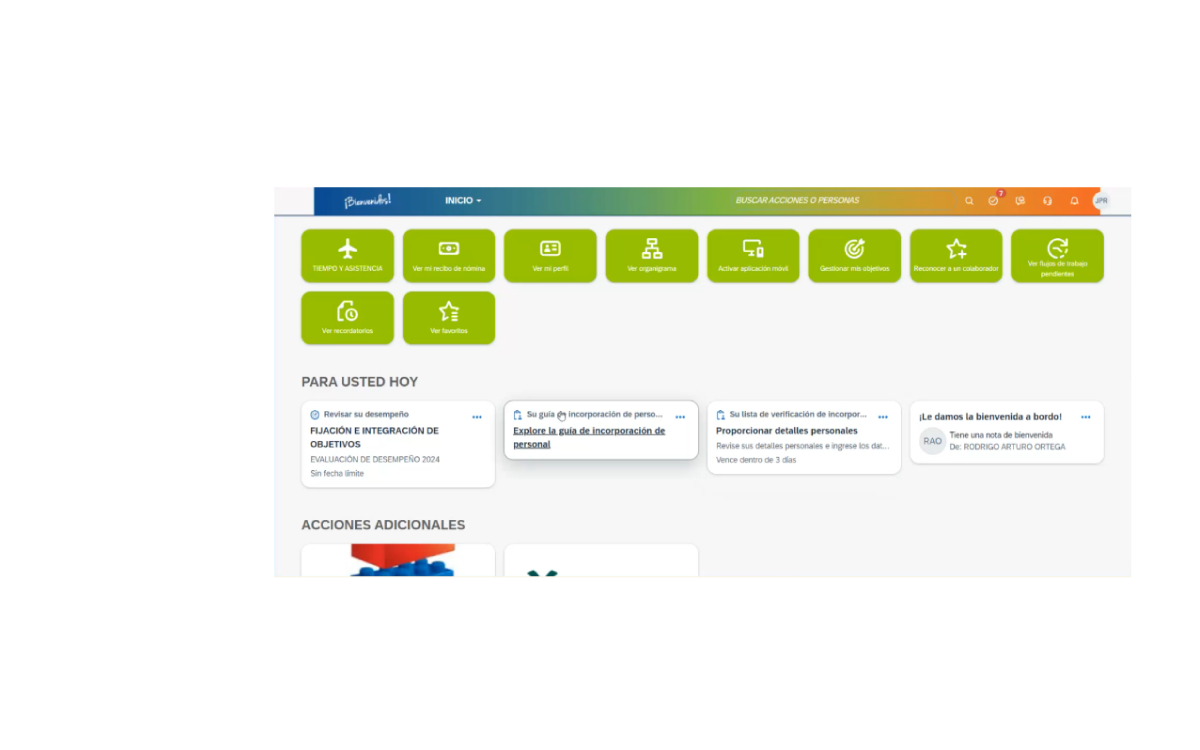 ¡Bienvenid@s!
INICIO
BUSCAR ACCIONES O PERSONAS
7
JPR
TIEMPO Y ASISTENCIA
Ver mi recibo de nómina
Ver mi perfil
Ver organigrama
Activar aplicación móvil
Gestionar mis objetivos
Reconocer a un colaborador
Ver flujos de trabajo
pendientes
Ver recordatorios
Ver favoritos
PARA USTED HOY
Revisar su desempeño
FIJACIÓN E INTEGRACIÓN DE
OBJETIVOS
EVALUACIÓN DE DESEMPEÑO 2024
Sin fecha límite
Su guía de incorporación de perso...
Explore la guía de incorporación de
personal
Su lista de verificación de incorpor...
Proporcionar detalles personales
Revise sus detalles personales e ingrese los dat...
Vence dentro de 3 días
¡Le damos la bienvenida a bordo!
RAO
Tiene una nota de bienvenida
De: RODRIGO ARTURO ORTEGA
ACCIONES ADICIONALES